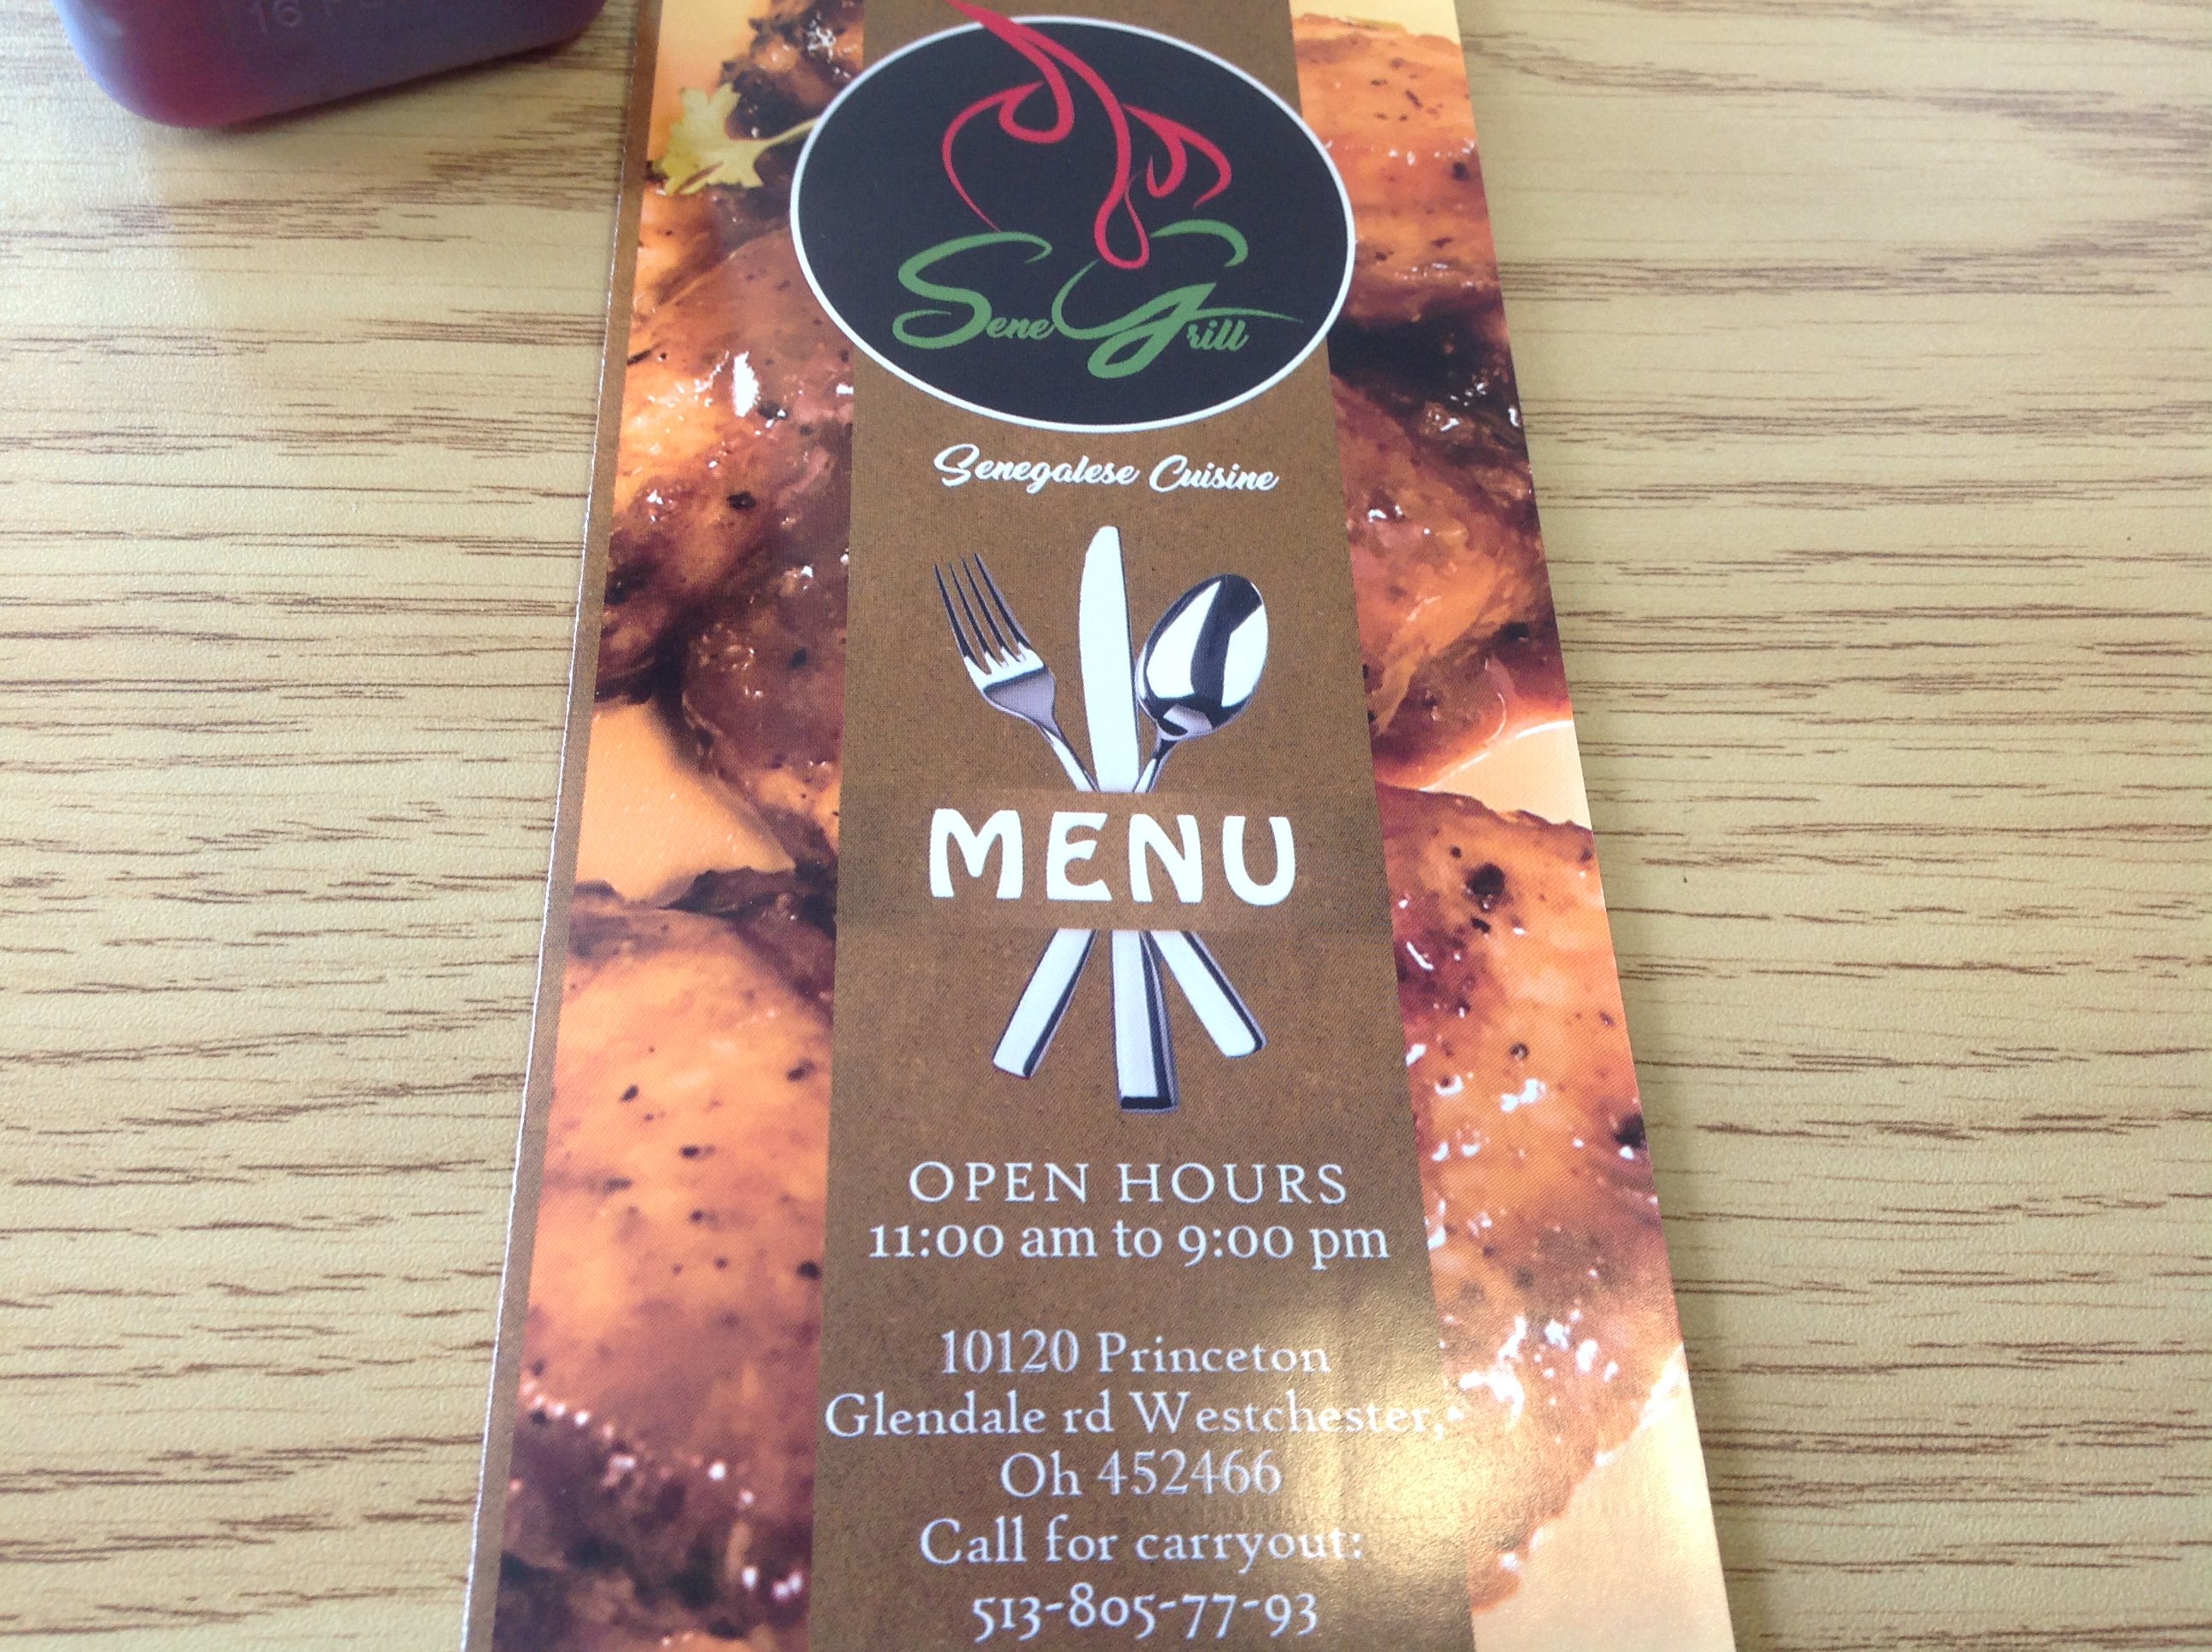 16 F
Sene Grill
Senegalese Cuisine
MENU
OPEN HOURS
11:00 am to 9:00 pm
10120 Princeton
Glendale rd Westchester,
Oh 452466
Call for carryout:
513-805-77-93